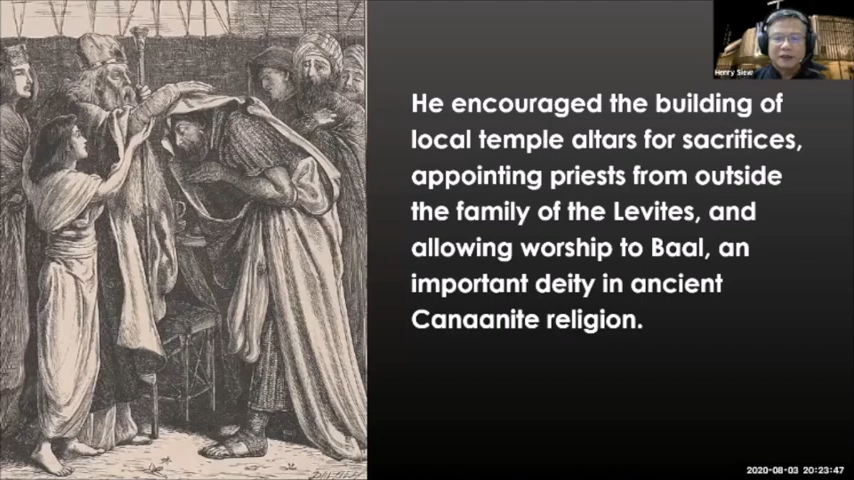 Henry Siew
He encouraged the building of
local temple altars for sacrifices,
appointing priests from outside
the family of the Levites, and
allowing worship to Baal, an
important deity in ancient
Canaanite religion.
2020-08-03 20:23:47